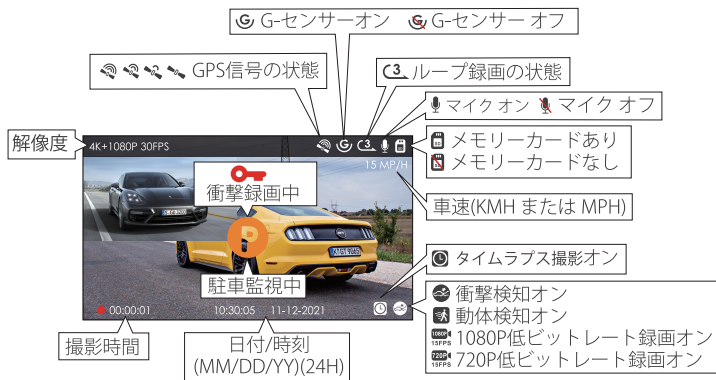 G-センサーオン G-センサー オフ
GPS信号の状態
ループ録画の状態
マイク オン マイク オフ
解像度
メモリーカードあり
メモリーカードなし
4K+1080P 30FPS
G 3
15 MP/H
衝撃録画中
P
駐車監視中
車速(KMH または MPH)
タイムラプス撮影オン
衝撃検知オン
動体検知オン
1080P 15FPS 1080P低ビットレート録画オン
720P 15FPS 720P低ビットレート録画オン
00:00:01 10:30:05 11-12-2021
撮影時間
日付/時刻
(MM/DD/YY)(24H)